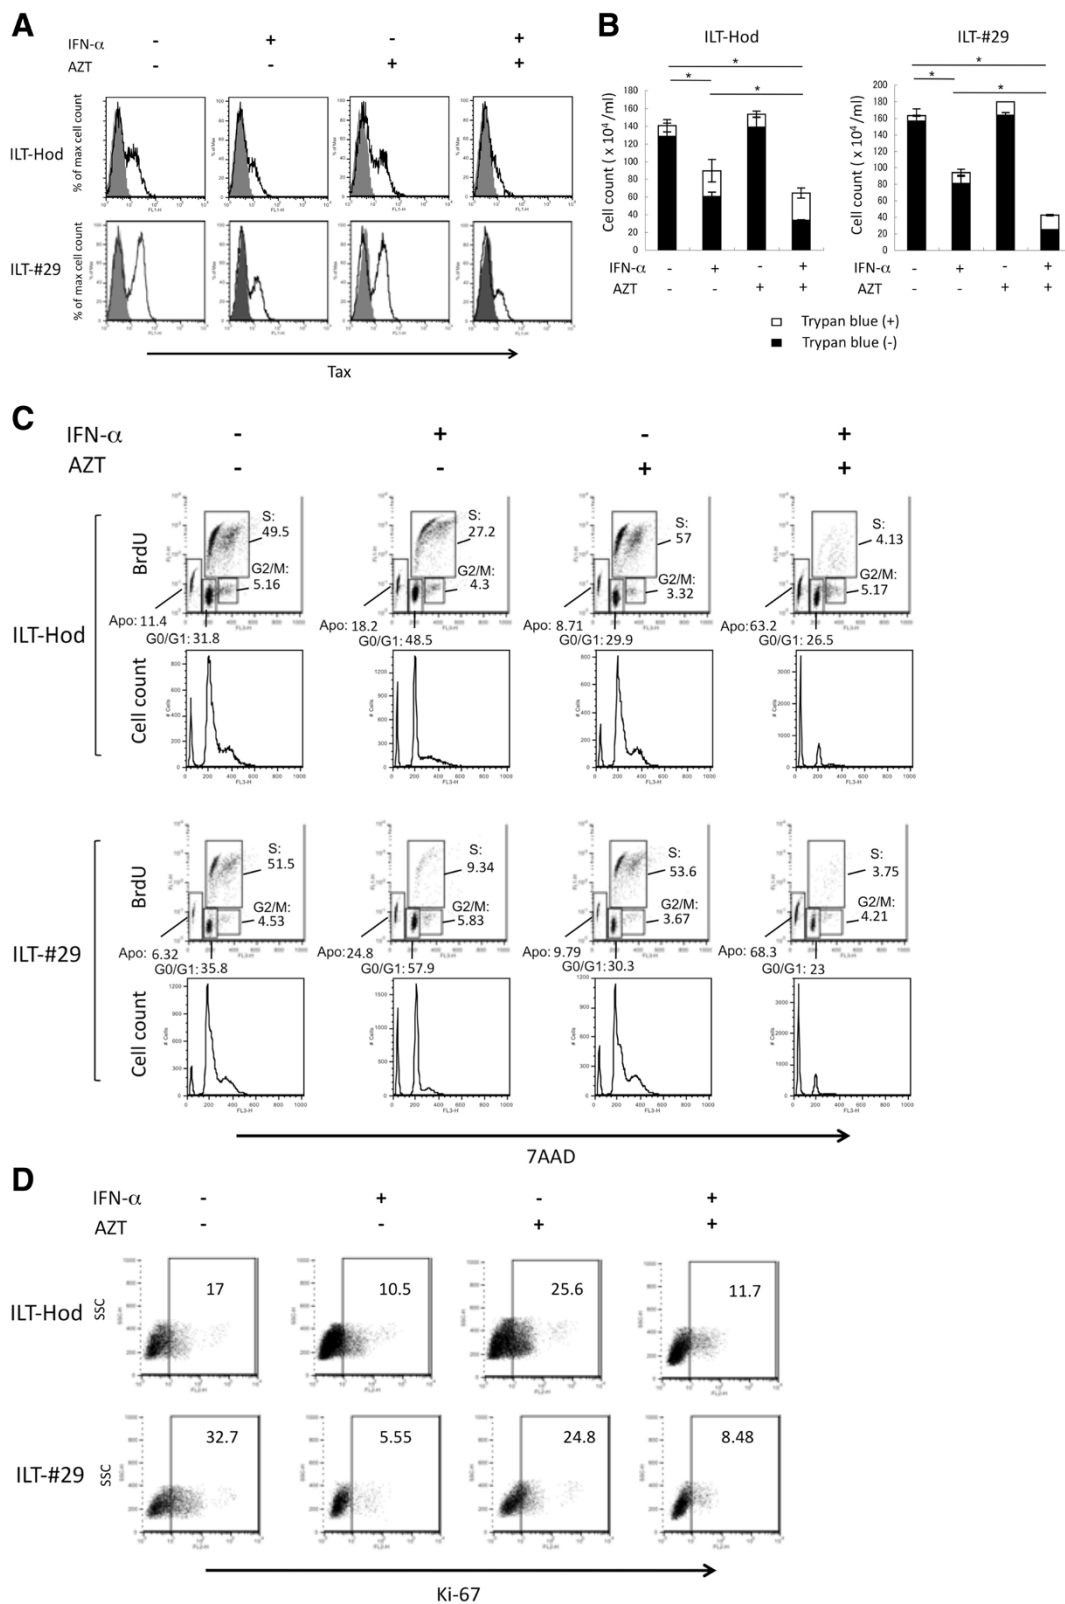 A
IFN-α - + - +
AZT - - + +
ILT-Hod
% of max cell count
ILT-#29
% of max cell count
Tax
B
ILT-Hod
ILT-#29
* * *
* * *
Cell count ( x 10⁴ /ml)
180
160
140
120
100
80
60
40
20
0
Cell count ( x 10⁴ /ml)
200
180
160
140
120
100
80
60
40
20
0
IFN-α - + - +
AZT - - + +
IFN-α - + - +
AZT - - + +
Trypan blue (+)
Trypan blue (-)
C
IFN-α - + - +
AZT - - + +
ILT-Hod
BrdU
S: 49.5
G2/M: 5.16
Apo: 11.4
G0/G1: 31.8
S: 27.2
G2/M: 4.3
Apo: 18.2
G0/G1: 48.5
S: 57
G2/M: 3.32
Apo: 8.71
G0/G1: 29.9
S: 4.13
G2/M: 5.17
Apo: 63.2
G0/G1: 26.5
Cell count
ILT-#29
BrdU
S: 51.5
G2/M: 4.53
Apo: 6.32
G0/G1: 35.8
S: 9.34
G2/M: 5.83
Apo: 24.8
G0/G1: 57.9
S: 53.6
G2/M: 3.67
Apo: 9.79
G0/G1: 30.3
S: 3.75
G2/M: 4.21
Apo: 68.3
G0/G1: 23
Cell count
7AAD
D
IFN-α - + - +
AZT - - + +
ILT-Hod
SSC
17 10.5 25.6 11.7
ILT-#29
SSC
32.7 5.55 24.8 8.48
Ki-67